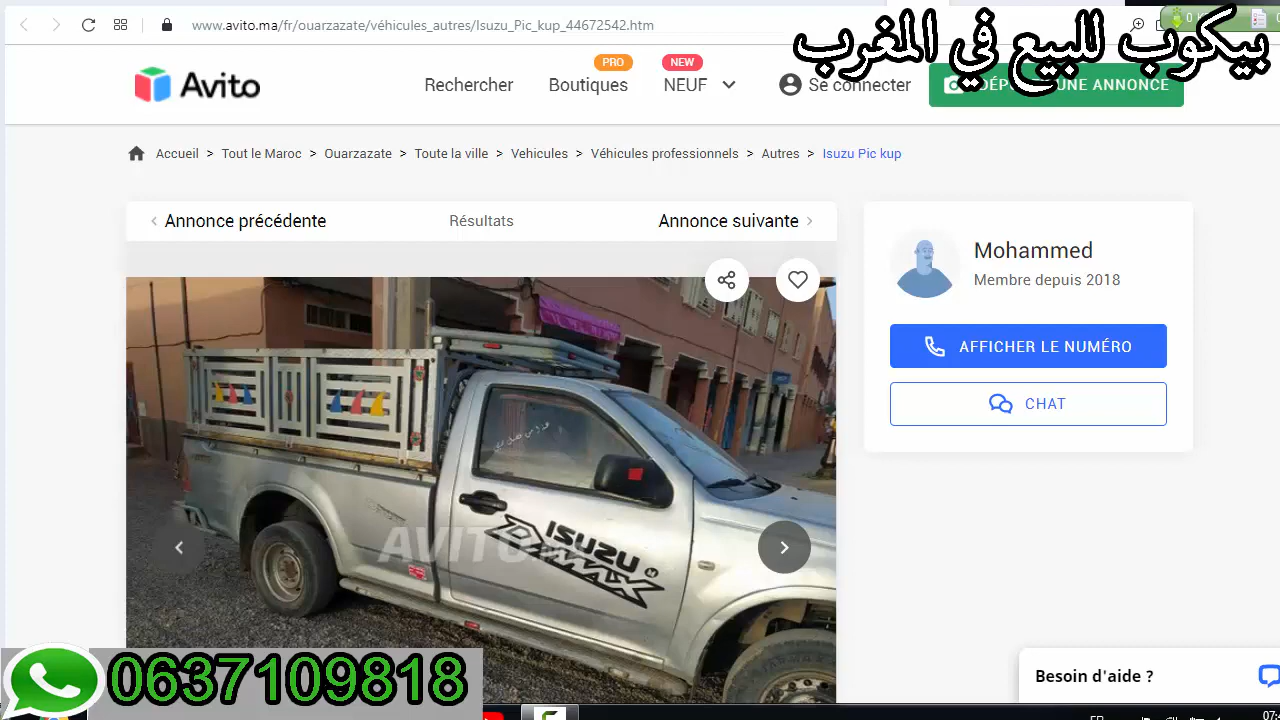 www.avito.ma/fr/ouarzazate/véhicules_autres/Isuzu_Pic_kup_44672542.htm
بيكوب للبيع في المغرب
Avito
Rechercher
PRO
Boutiques
NEW
NEUF
Se connecter
UNE ANNONCE
Accueil > Tout le Maroc > Ouarzazate > Toute la ville > Vehicules > Véhicules professionnels > Autres > Isuzu Pic kup
Annonce précédente
Résultats
Annonce suivante
Mohammed
Membre depuis 2018
AFFICHER LE NUMÉRO
CHAT
ISUZU
D-MAX
AVITO
0637109818
Besoin d'aide ?
FR